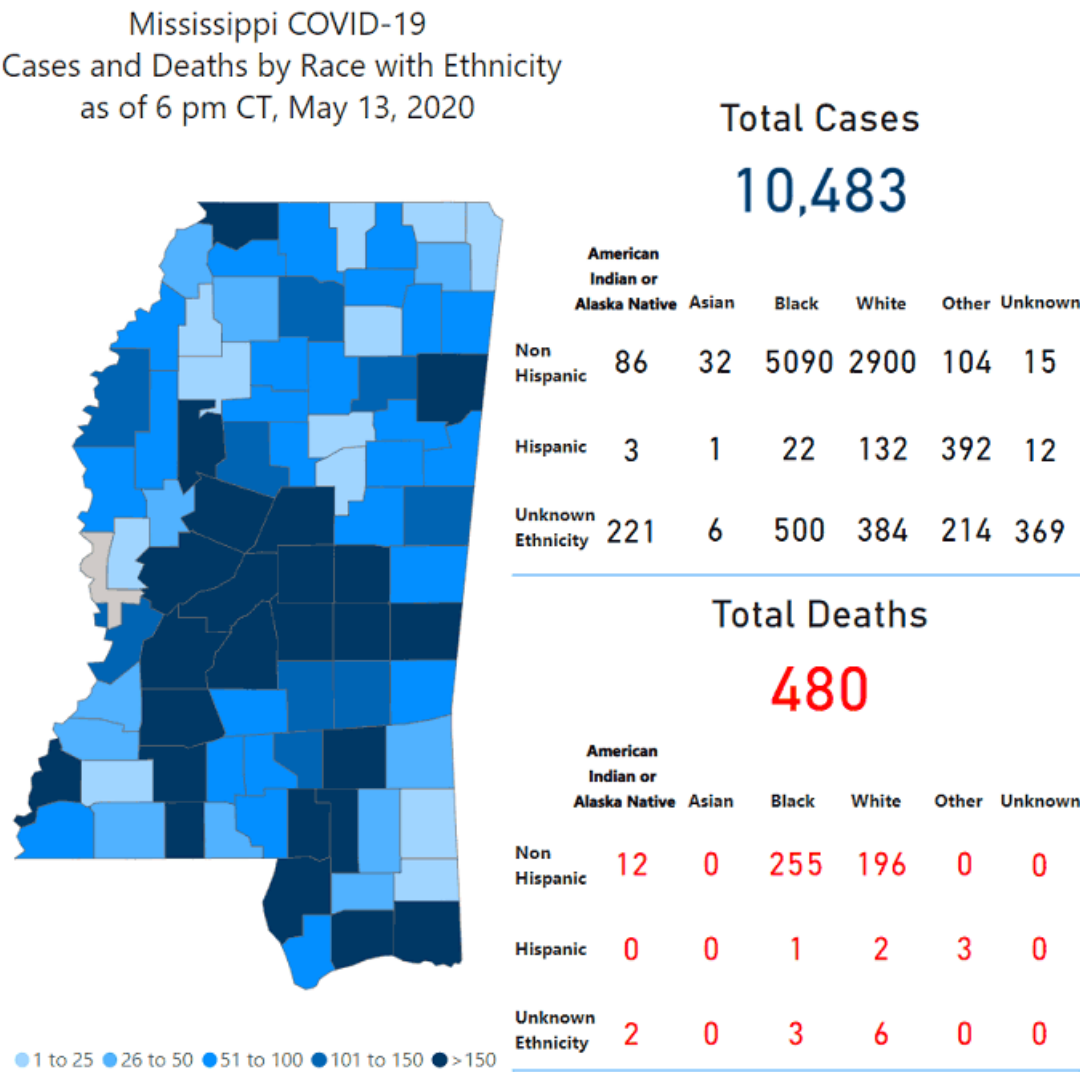 Mississippi COVID-19
Cases and Deaths by Race with Ethnicity
as of 6 pm CT, May 13, 2020
Total Cases
10,483
American
Indian or
Alaska Native Asian Black White Other Unknown
Non
Hispanic 86 32 5090 2900 104 15
Hispanic 3 1 22 132 392 12
Unknown
Ethnicity 221 6 500 384 214 369
Total Deaths
480
American
Indian or
Alaska Native Asian Black White Other Unknown
Non
Hispanic 12 0 255 196 0 0
Hispanic 0 0 1 2 3 0
Unknown
Ethnicity 2 0 3 6 0 0
1 to 25 26 to 50 51 to 100 101 to 150 >150